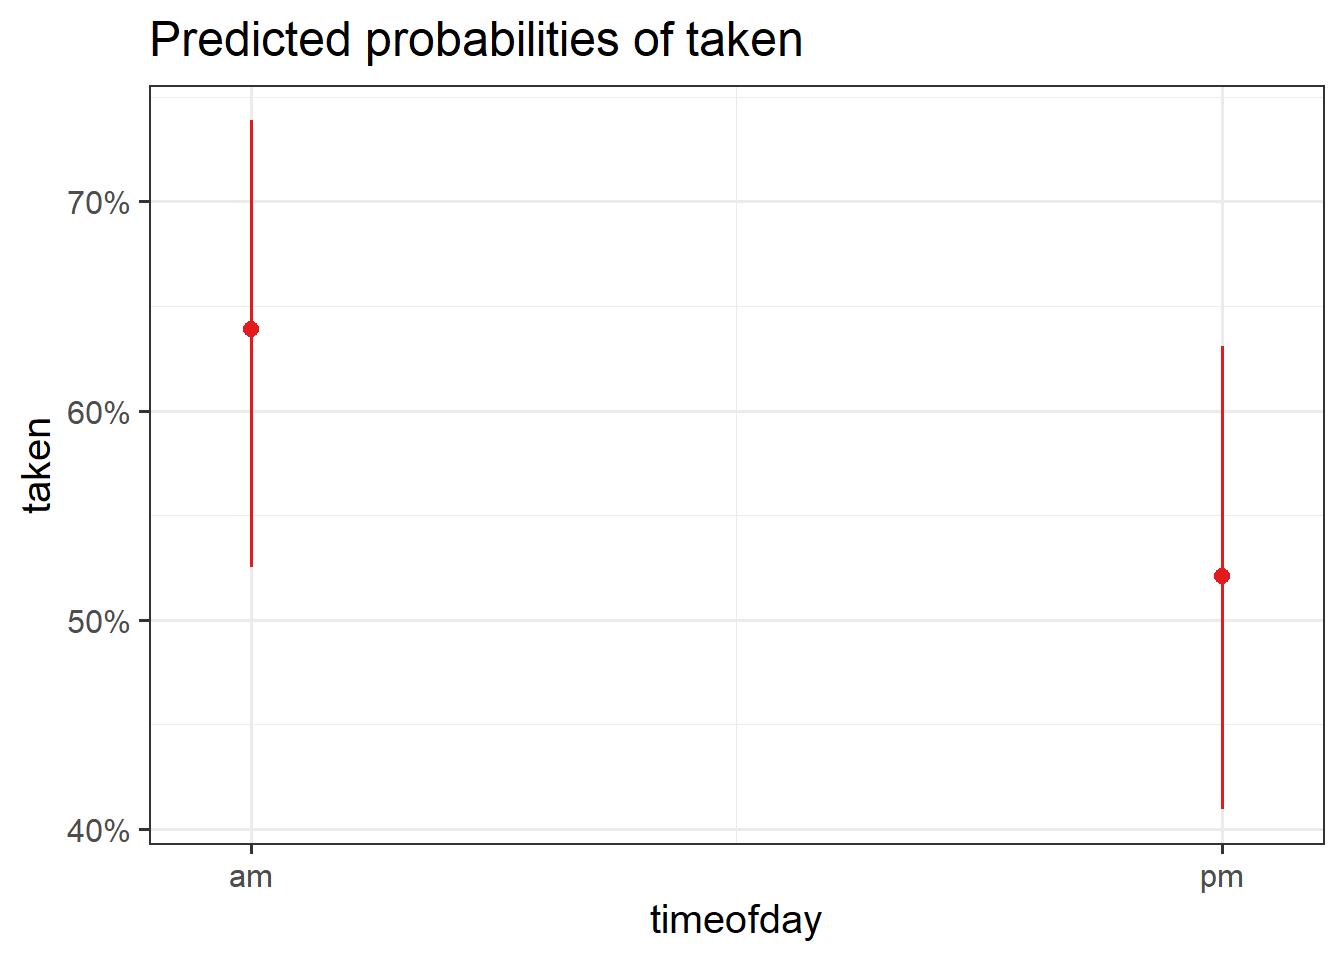 Predicted probabilities of taken
70%
60%
50%
40%
taken
am
pm
timeofday